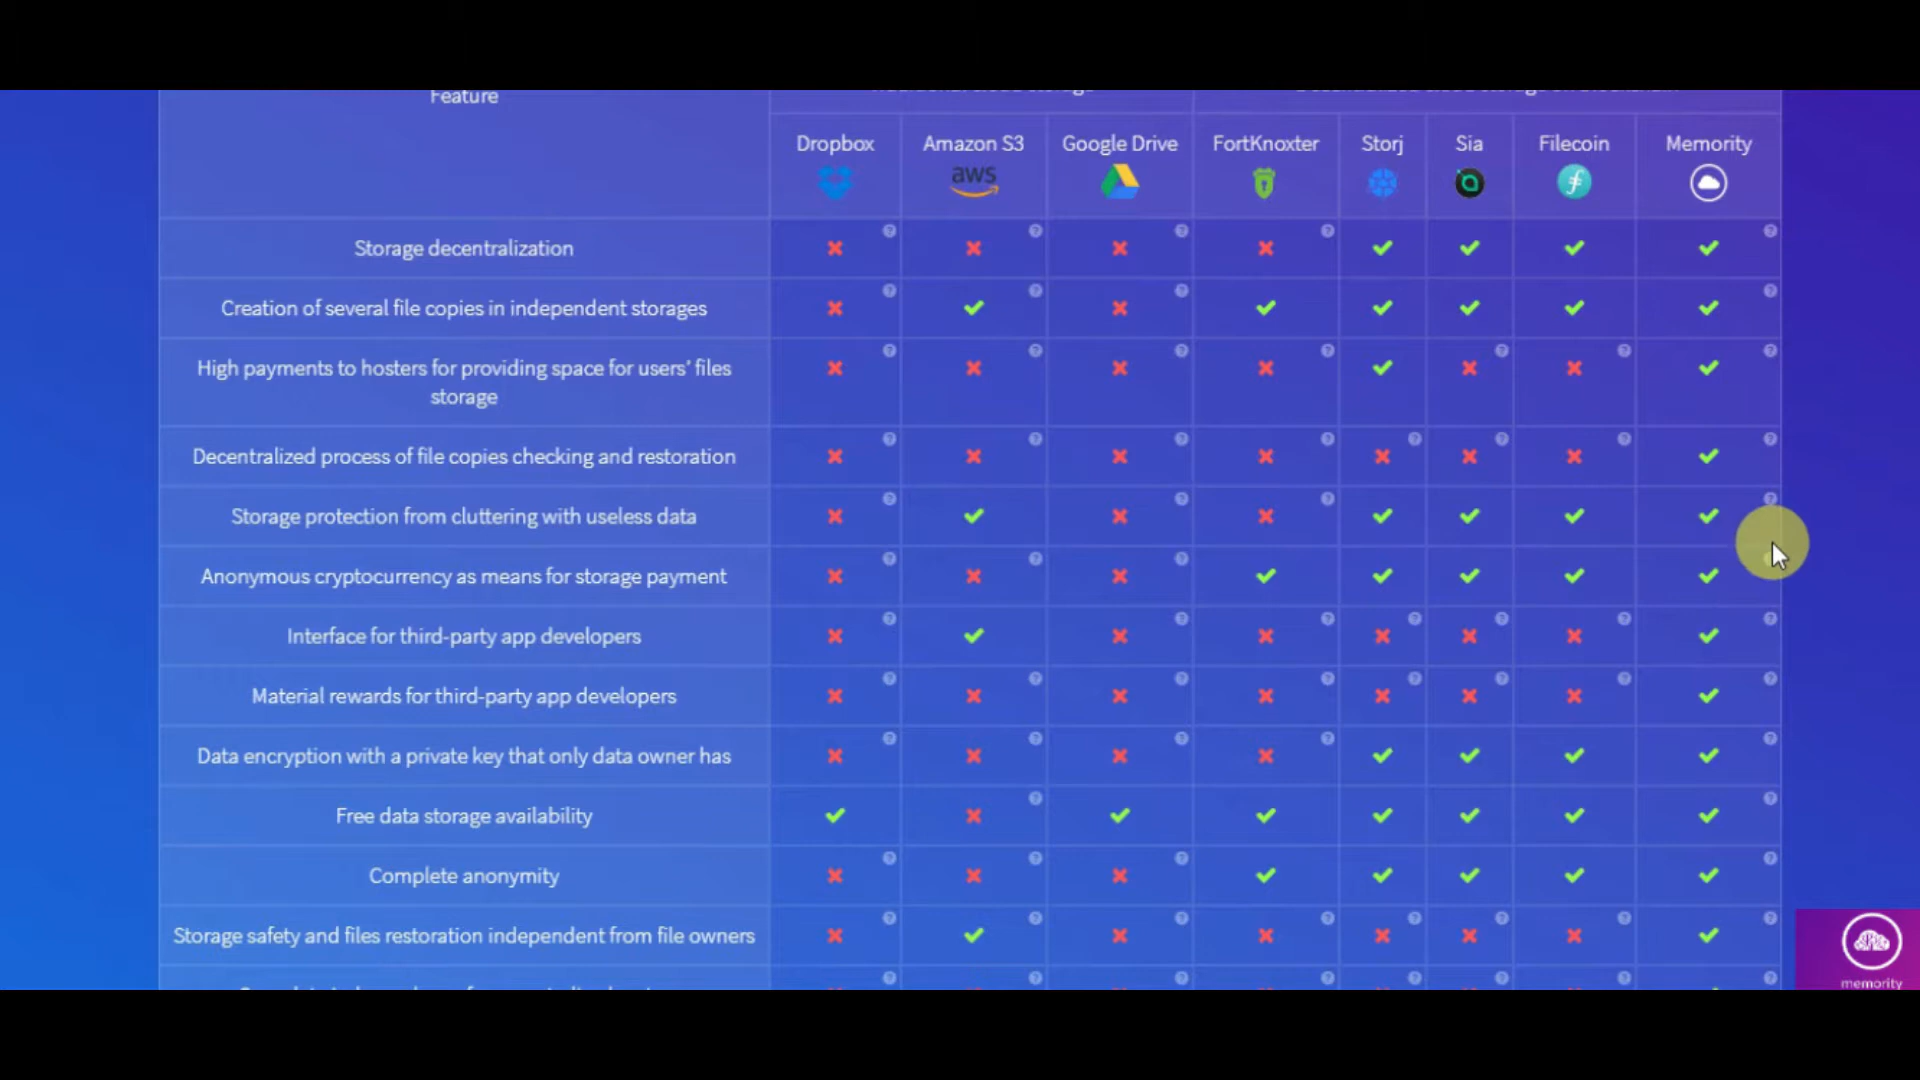 Feature
Dropbox Amazon S3 Google Drive FortKnoxter Storj Sia Filecoin Memority
aws
Storage decentralization
Creation of several file copies in independent storages
High payments to hosters for providing space for users' files
storage
Decentralized process of file copies checking and restoration
Storage protection from cluttering with useless data
Anonymous cryptocurrency as means for storage payment
Interface for third-party app developers
Material rewards for third-party app developers
Data encryption with a private key that only data owner has
Free data storage availability
Complete anonymity
Storage safety and files restoration independent from file owners
memority